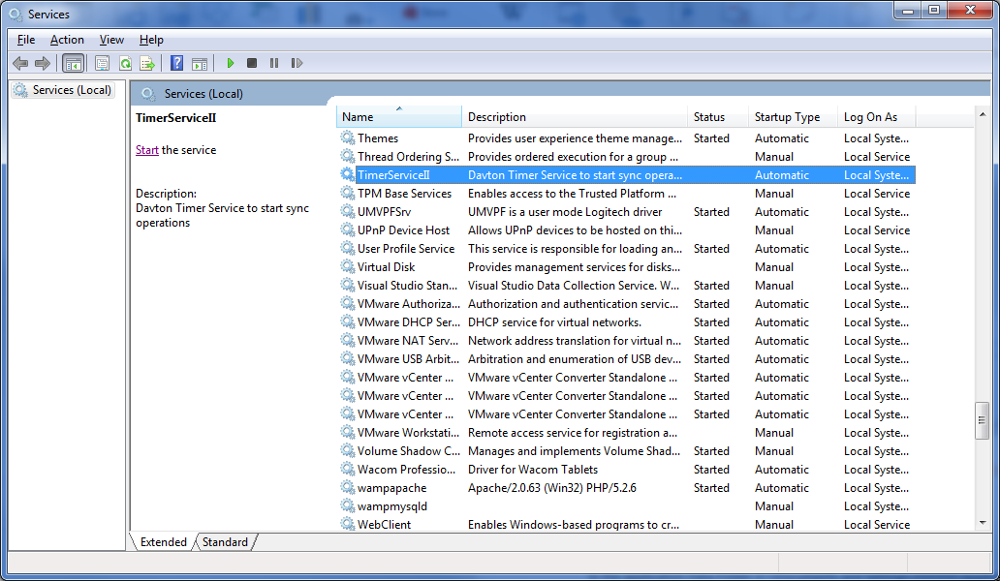 Services
File Action View Help
Services (Local)
Services (Local)
TimerServiceII
Start the service
Description:
Davton Timer Service to start sync
operations
Name Description Status Startup Type Log On As
Themes Provides user experience theme manage... Started Automatic Local Syste...
Thread Ordering S... Provides ordered execution for a group ... Manual Local Service
TimerServiceII Davton Timer Service to start sync opera... Automatic Local Syste...
TPM Base Services Enables access to the Trusted Platform ... Manual Local Service
UMVPFSrv UMVPF is a user mode Logitech driver Started Automatic Local Syste...
UPnP Device Host Allows UPnP devices to be hosted on thi... Manual Local Service
User Profile Service This service is responsible for loading an... Started Automatic Local Syste...
Virtual Disk Provides management services for disks... Manual Local Syste...
Visual Studio Stan... Visual Studio Data Collection Service. W... Started Manual Local Syste...
VMware Authoriza... Authorization and authentication servic... Started Automatic Local Syste...
VMware DHCP Ser... DHCP service for virtual networks. Started Automatic Local Syste...
VMware NAT Serv... Network address translation for virtual n... Started Automatic Local Syste...
VMware USB Arbit... Arbitration and enumeration of USB dev... Started Automatic Local Syste...
VMware vCenter ... VMware vCenter Converter Standalone ... Started Automatic Local Syste...
VMware vCenter ... VMware vCenter Converter Standalone ... Started Automatic Local Syste...
VMware vCenter ... VMware vCenter Converter Standalone ... Started Automatic Local Syste...
VMware Workstati... Remote access service for registration a... Manual Local Syste...
Volume Shadow C... Manages and implements Volume Shad... Started Manual Local Syste...
Wacom Professio... Driver for Wacom Tablets Started Automatic Local Syste...
wampapache Apache/2.0.63 (Win32) PHP/5.2.6 Started Automatic Local Syste...
wampmysqld Manual Local Syste...
WebClient Enables Windows-based programs to cr... Manual Local Service
Extended Standard